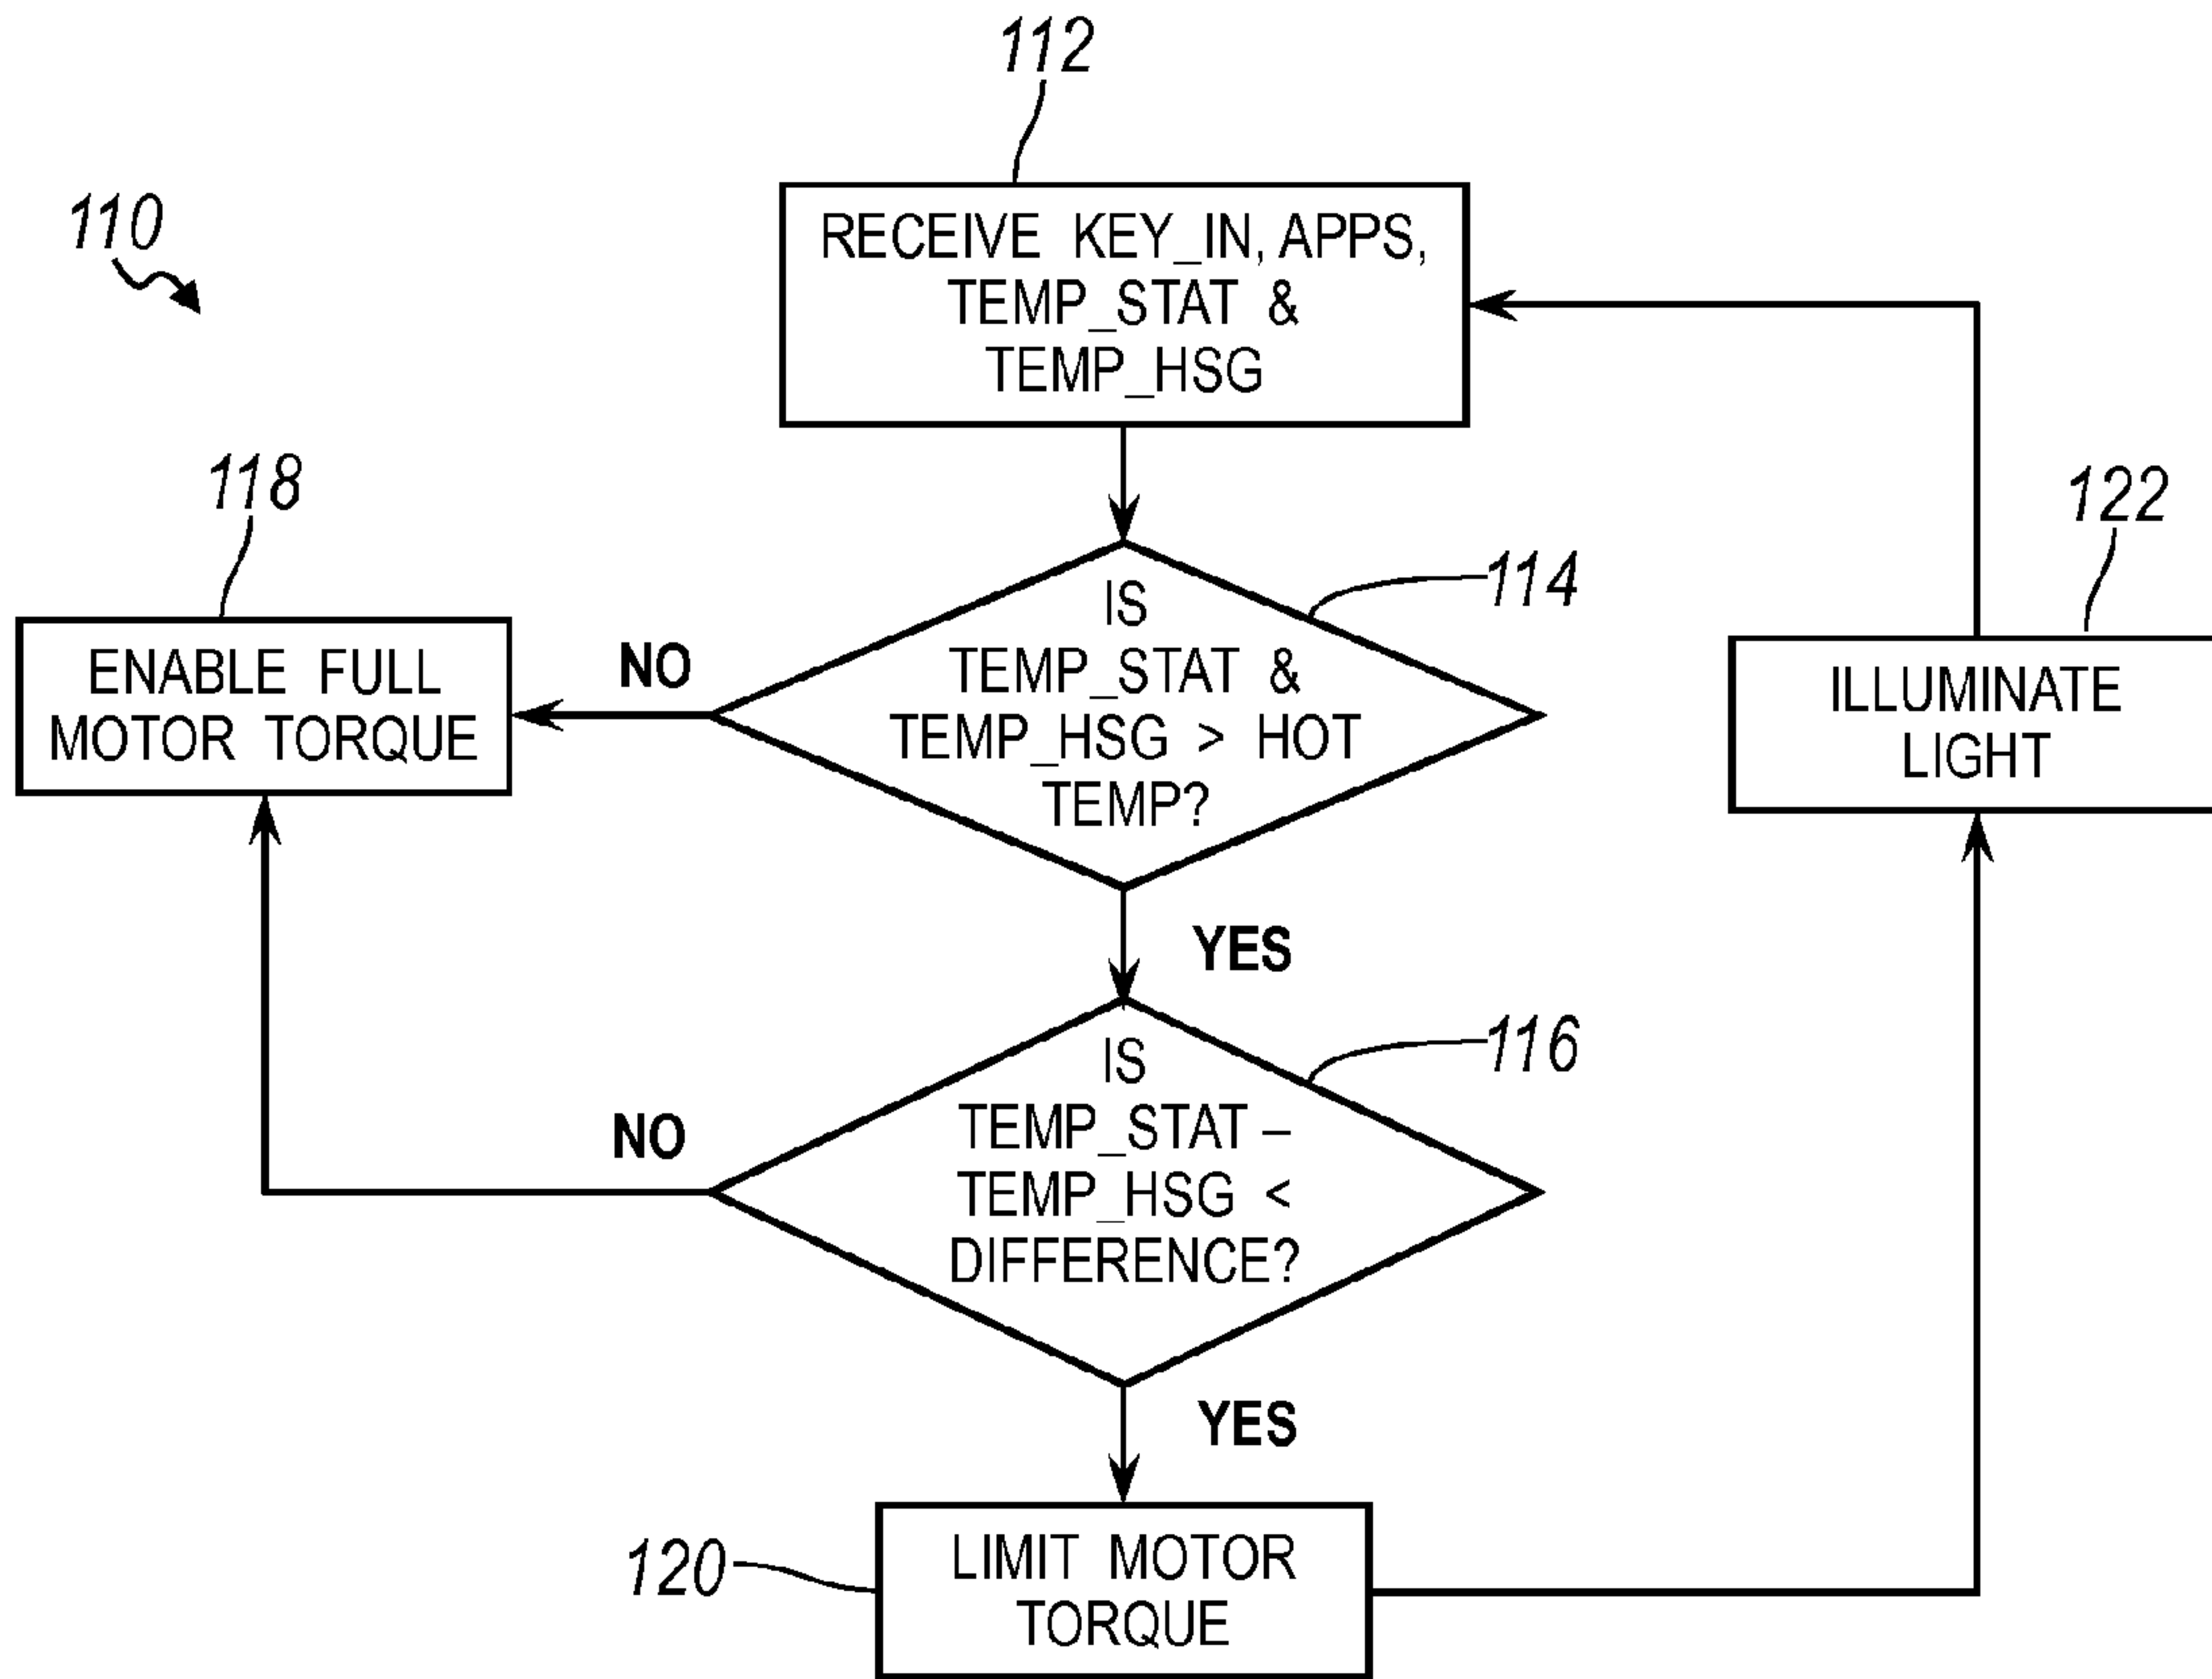 112
110
RECEIVE KEY_IN, APPS,
TEMP_STAT &
TEMP_HSG
118
ENABLE FULL
MOTOR TORQUE
NO
114
IS
TEMP_STAT &
TEMP_HSG > HOT
TEMP?
122
ILLUMINATE
LIGHT
YES
116
IS
TEMP_STAT –
TEMP_HSG <
DIFFERENCE?
NO
YES
120
LIMIT MOTOR
TORQUE